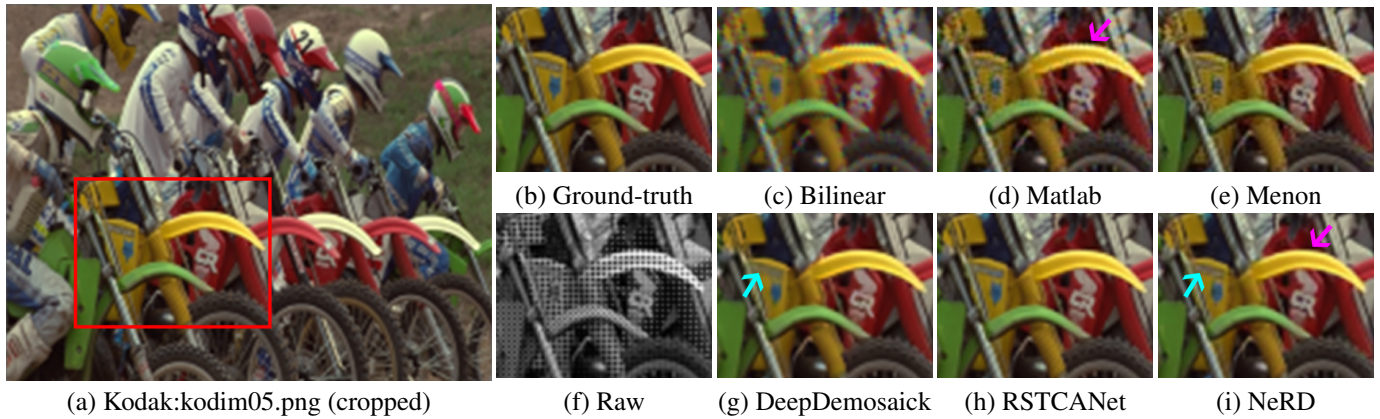 (b) Ground-truth
(c) Bilinear
(d) Matlab
(e) Menon
(a) Kodak:kodim05.png (cropped)
(f) Raw
(g) DeepDemosaick
(h) RSTCANet
(i) NeRD